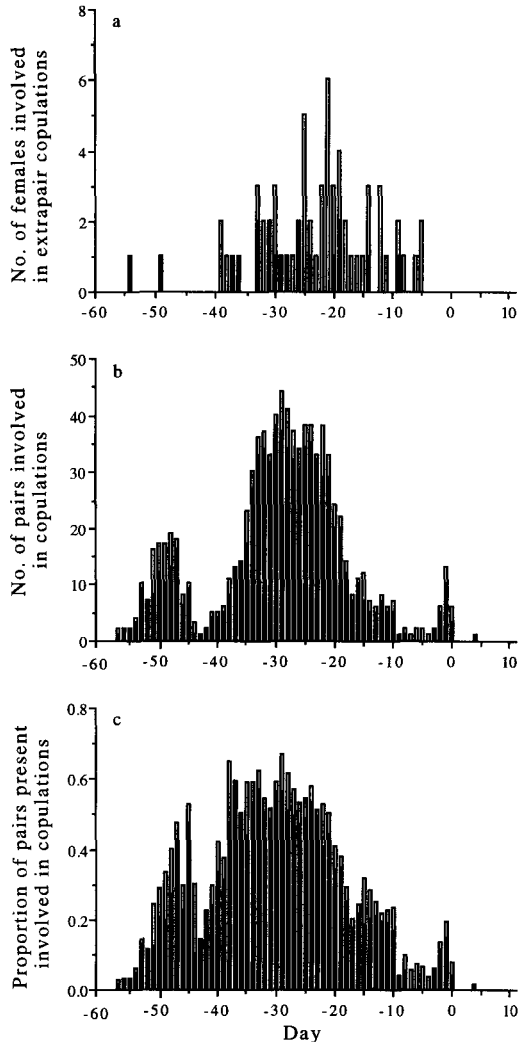 a
No. of females involved
in extrapair copulations
8
6
4
2
0
-60 -50 -40 -30 -20 -10 0 10
b
No. of pairs involved
in copulations
50
40
30
20
10
0
-60 -50 -40 -30 -20 -10 0 10
c
Proportion of pairs present
involved in copulations
0.8
0.6
0.4
0.2
0.0
-60 -50 -40 -30 -20 -10 0 10
Day